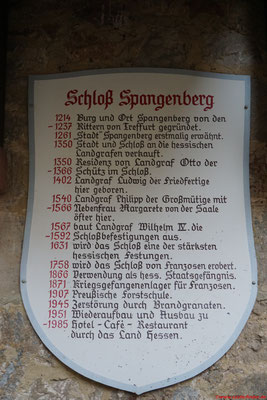 Schloß Spangenberg
1214 Burg und Ort Spangenberg von den
-1237 Rittern von Treffurt gegründet.
1261 „Stadt" Spangenberg erstmalig erwähnt.
1350 Stadt und Schloß an die hessischen
Landgrafen verkauft.
1350 Residenz von Landgraf Otto der
-1366 Schütz im Schloß.
1402 Landgraf Ludwig der Friedfertige
hier geboren.
1540 Landgraf Philipp der Großmütige mit
-1566 Nebenfrau Margarete von der Saale
öfter hier.
1567 baut Landgraf Wilhelm IV. die
-1592 Schloßbefestigungen aus.
1631 wird das Schloß eine der stärksten
hessischen Festungen.
1758 wird das Schloß von Franzosen erobert.
1866 Verwendung als hess. Staatsgefängnis.
1871 Kriegsgefangenenlager für Franzosen.
1907 Preußische Forstschule.
1945 Zerstörung durch Brandgranaten.
1951 Wiederaufbau und Ausbau zu
-1985 Hotel - Café - Restaurant
durch das Land Hessen.